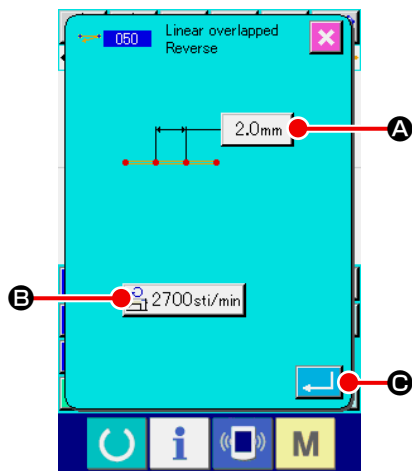 050 Linear overlapped
Reverse
2.0mm
A
B
2700sti/min
C
i
M